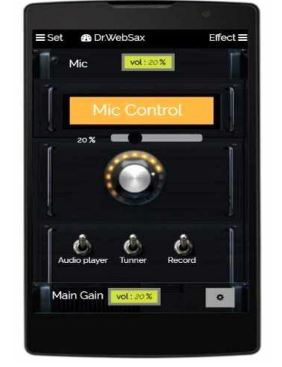 Set Dr.WebSax Effect
Mic vol : 20 %
Mic Control
20 %
Audio player Tunner Record
Main Gain vol : 20 %